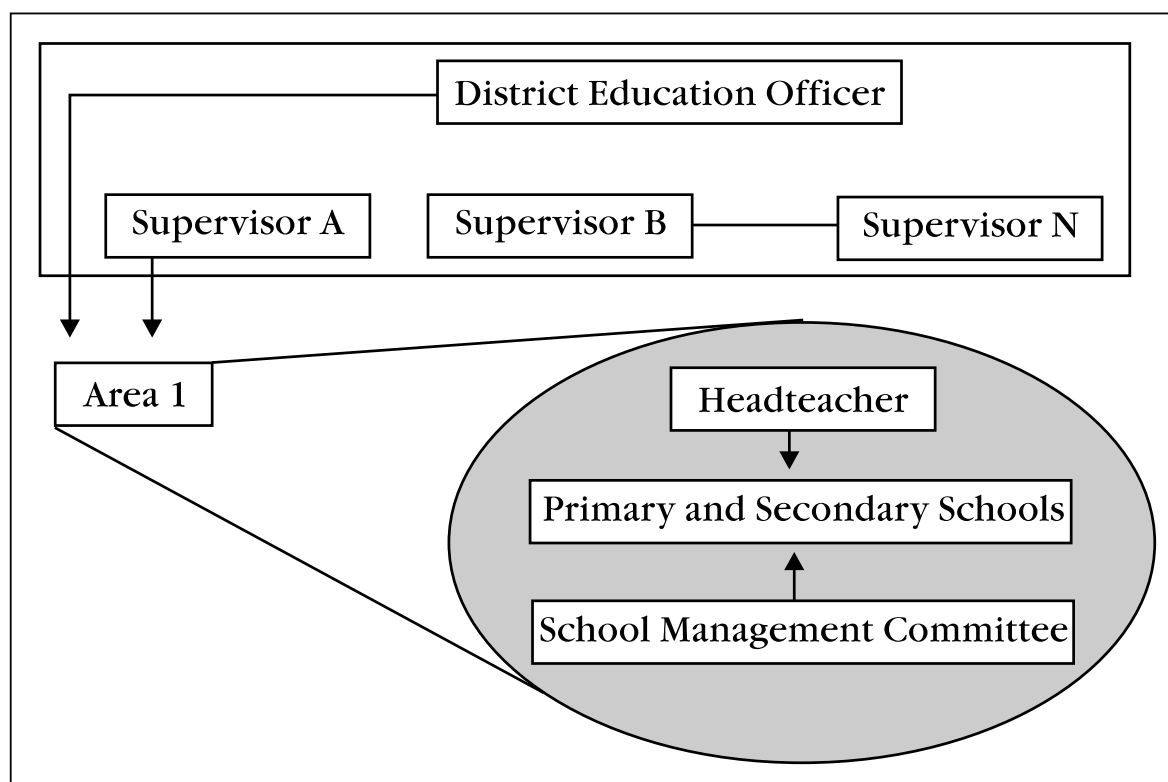 District Education Officer
Supervisor A
Supervisor B
Supervisor N
Area 1
Headteacher
Primary and Secondary Schools
School Management Committee